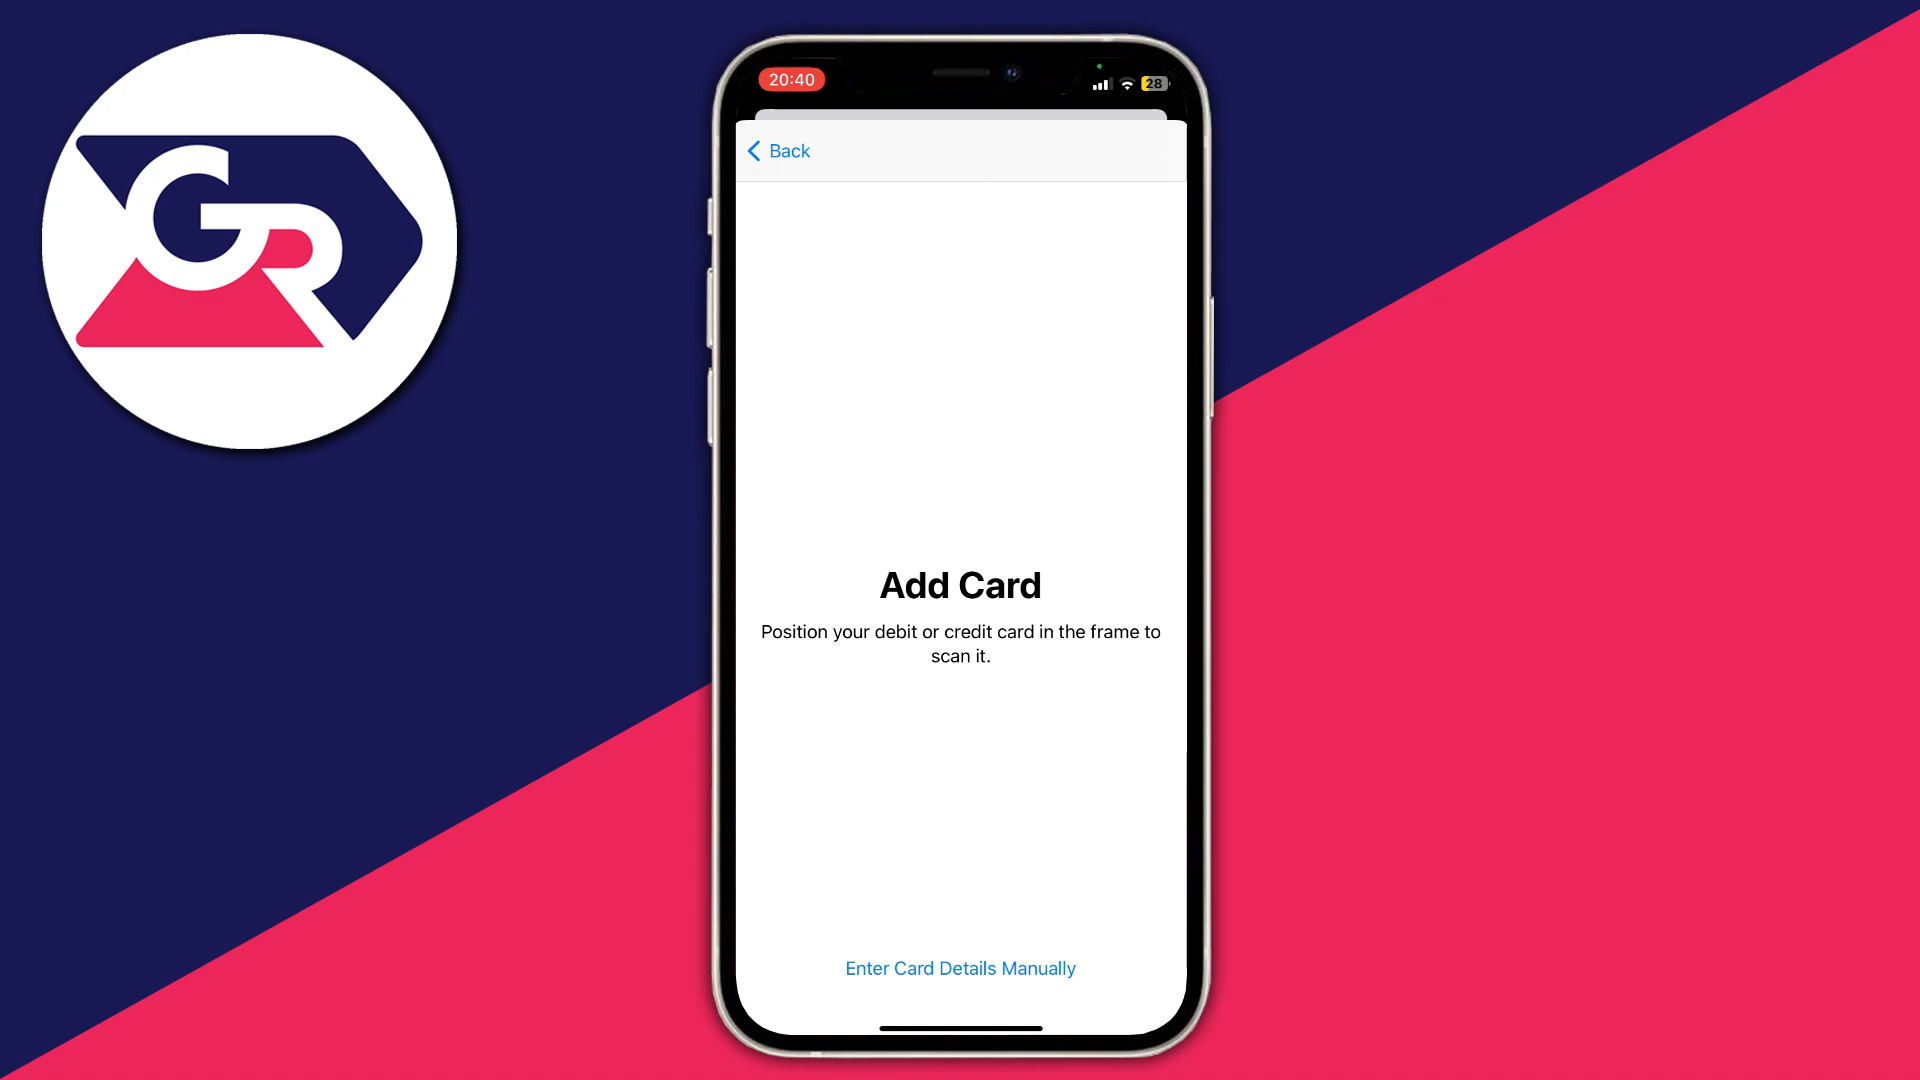 GR
20:40
28
Back
Add Card
Position your debit or credit card in the frame to
scan it.
Enter Card Details Manually